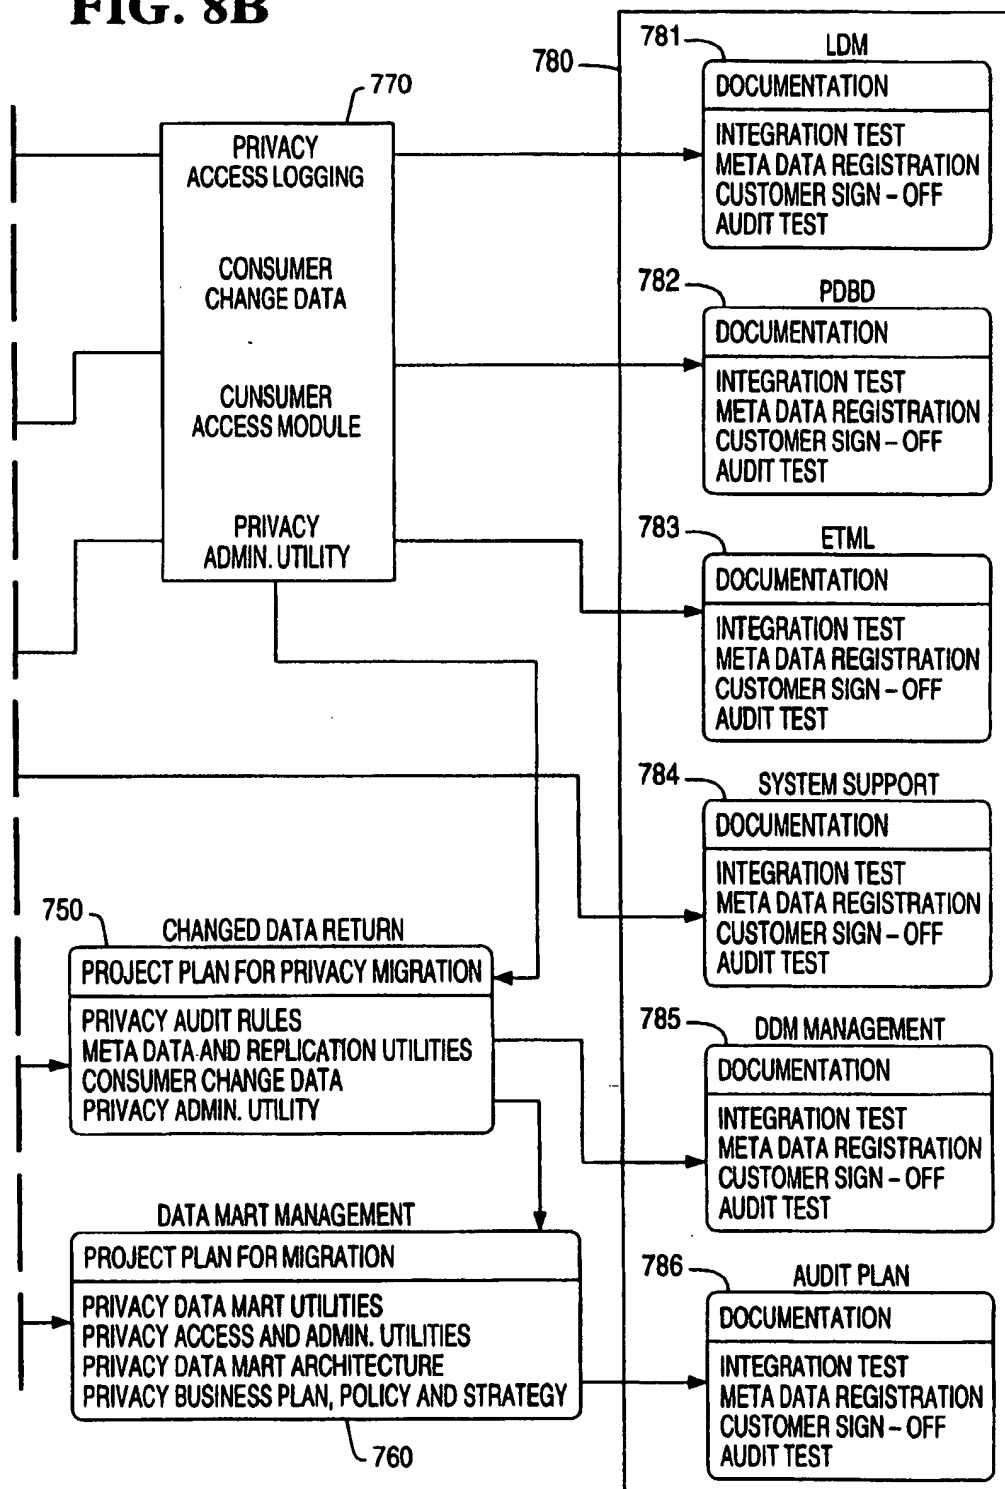 FIG. 8B
770
PRIVACY
ACCESS LOGGING
CONSUMER
CHANGE DATA
CUNSUMER
ACCESS MODULE
PRIVACY
ADMIN. UTILITY
750
CHANGED DATA RETURN
PROJECT PLAN FOR PRIVACY MIGRATION
PRIVACY AUDIT RULES
META DATA AND REPLICATION UTILITIES
CONSUMER CHANGE DATA
PRIVACY ADMIN. UTILITY
DATA MART MANAGEMENT
PROJECT PLAN FOR MIGRATION
PRIVACY DATA MART UTILITIES
PRIVACY ACCESS AND ADMIN. UTILITIES
PRIVACY DATA MART ARCHITECTURE
PRIVACY BUSINESS PLAN, POLICY AND STRATEGY
760
780
781
LDM
DOCUMENTATION
INTEGRATION TEST
META DATA REGISTRATION
CUSTOMER SIGN – OFF
AUDIT TEST
782
PDBD
DOCUMENTATION
INTEGRATION TEST
META DATA REGISTRATION
CUSTOMER SIGN – OFF
AUDIT TEST
783
ETML
DOCUMENTATION
INTEGRATION TEST
META DATA REGISTRATION
CUSTOMER SIGN – OFF
AUDIT TEST
784
SYSTEM SUPPORT
DOCUMENTATION
INTEGRATION TEST
META DATA REGISTRATION
CUSTOMER SIGN – OFF
AUDIT TEST
785
DDM MANAGEMENT
DOCUMENTATION
INTEGRATION TEST
META DATA REGISTRATION
CUSTOMER SIGN – OFF
AUDIT TEST
786
AUDIT PLAN
DOCUMENTATION
INTEGRATION TEST
META DATA REGISTRATION
CUSTOMER SIGN – OFF
AUDIT TEST